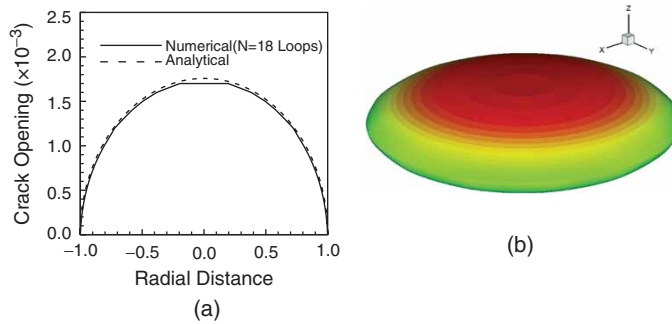 2.5
2.0
1.5
1.0
0.5
0.0
Crack Opening (×10−3)
Numerical(N=18 Loops)
Analytical
−1.0 −0.5 0.0 0.5 1.0
Radial Distance
(a)
Z
X
Y
(b)